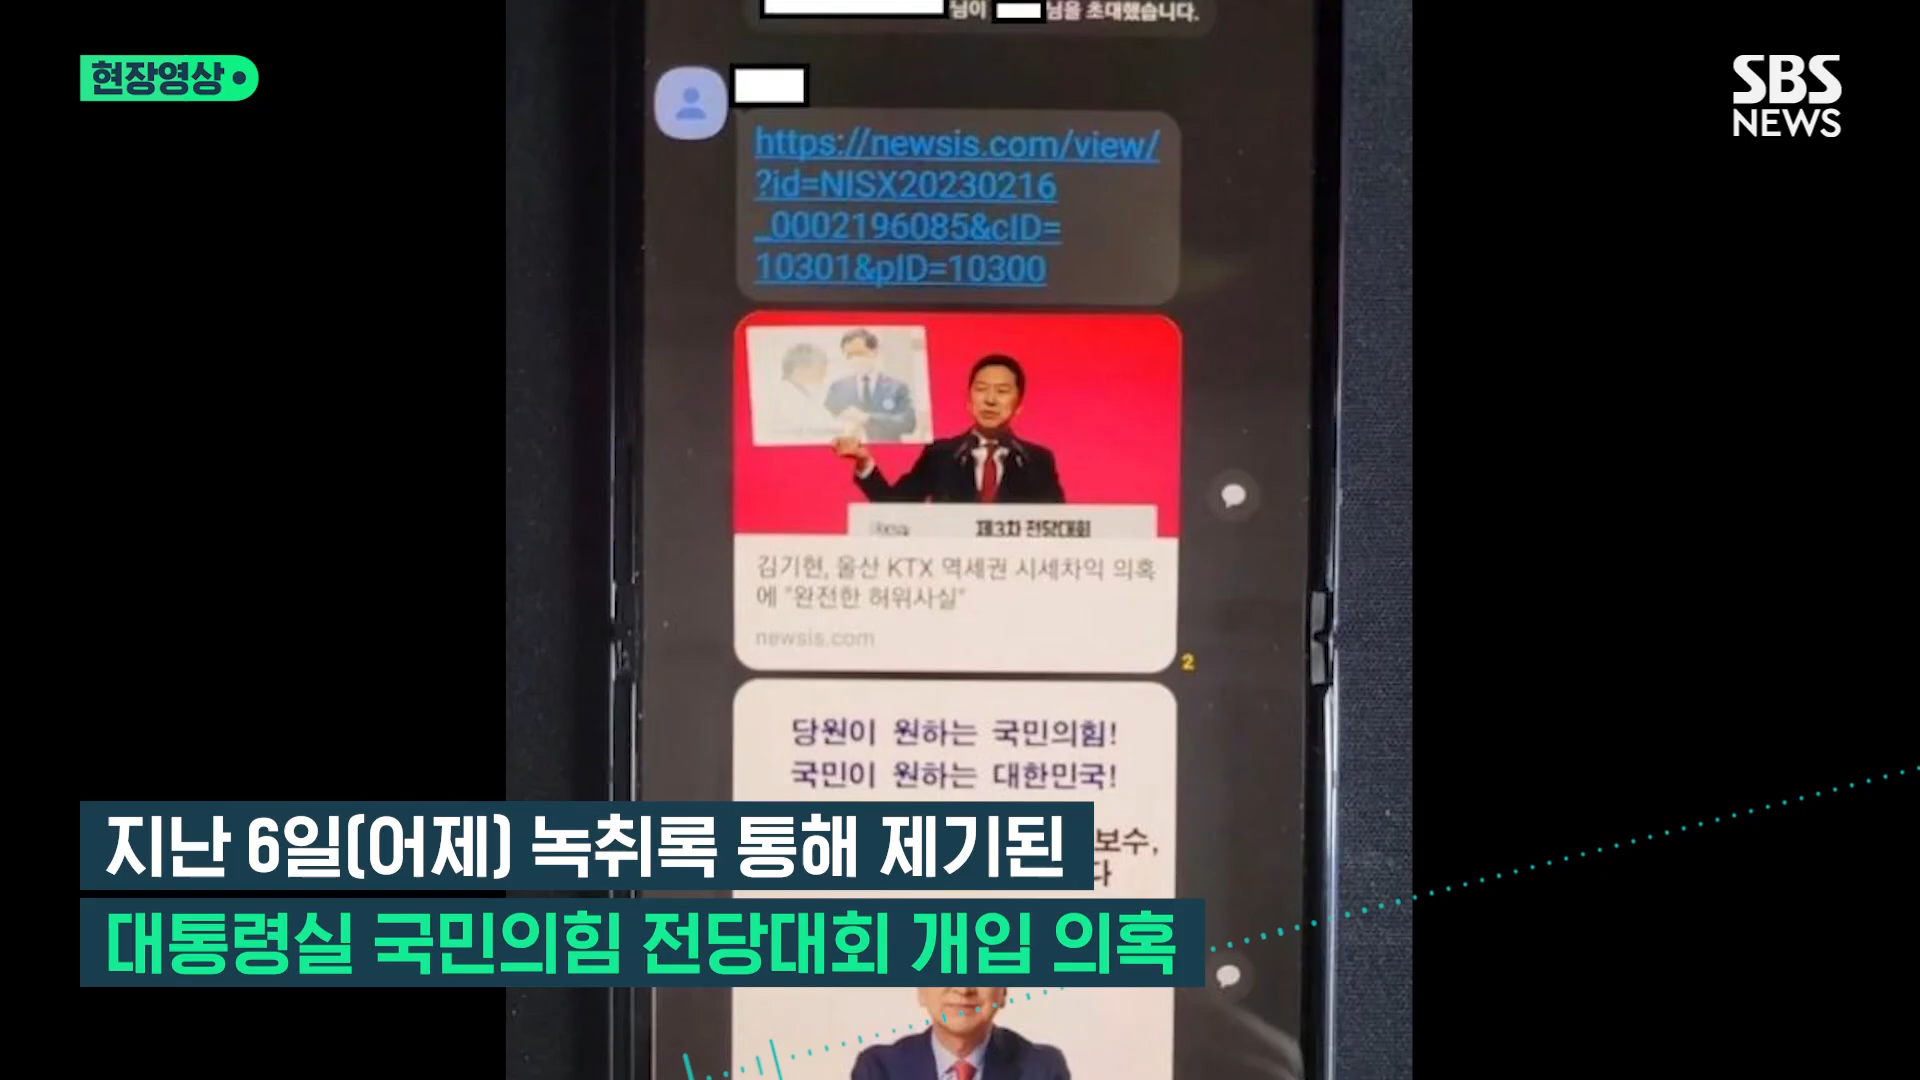 님이 님을 초대했습니다.
현장영상
SBS
NEWS
https://newsis.com/view/
?id=NISX20230216
_0002196085&cID=
10301&pID=10300
제3차 전당대회
김기현, 울산 KTX 역세권 시세차익 의혹
에 "완전한 허위사실"
newsis.com
2
당원이 원하는 국민의힘!
국민이 원하는 대한민국!
보수,
다
지난 6일(어제) 녹취록 통해 제기된
대통령실 국민의힘 전당대회 개입 의혹